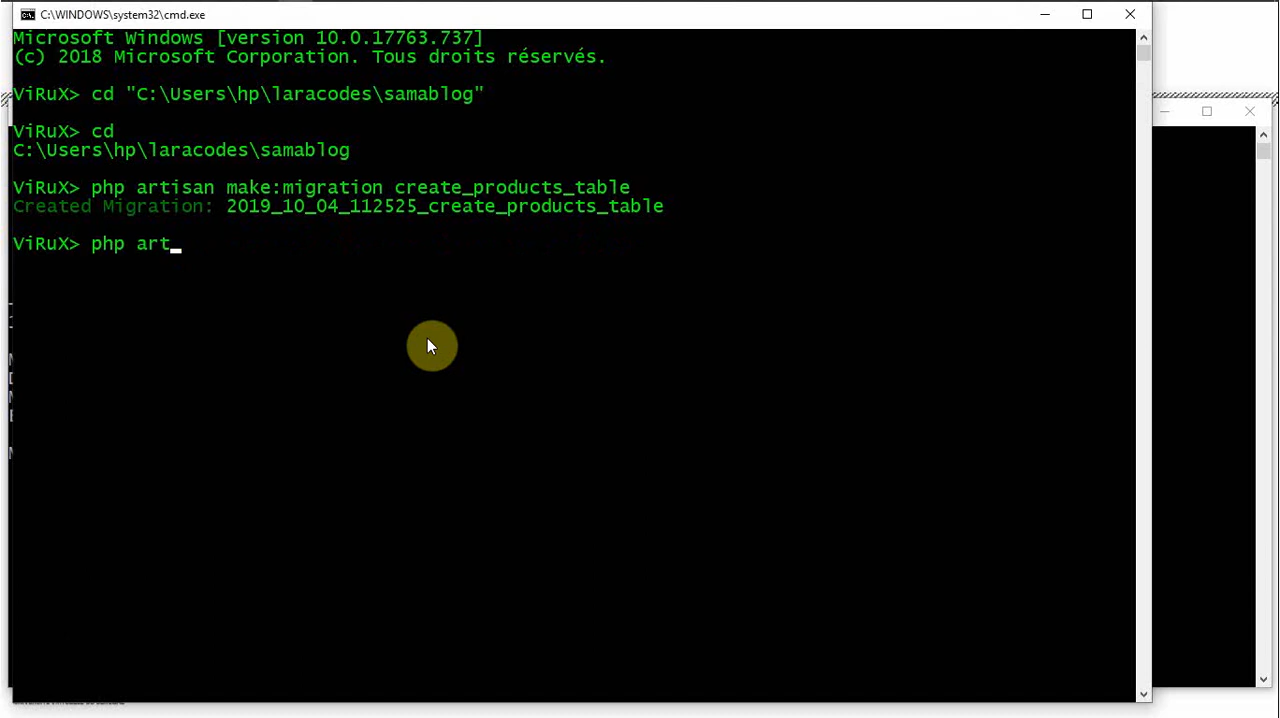 C:\WINDOWS\system32\cmd.exe
Microsoft Windows [version 10.0.17763.737]
(c) 2018 Microsoft Corporation. Tous droits réservés.
ViRuX> cd "C:\Users\hp\laracodes\samablog"
ViRuX> cd
C:\Users\hp\laracodes\samablog
ViRuX> php artisan make:migration create_products_table
Created Migration: 2019_10_04_112525_create_products_table
ViRuX> php art_